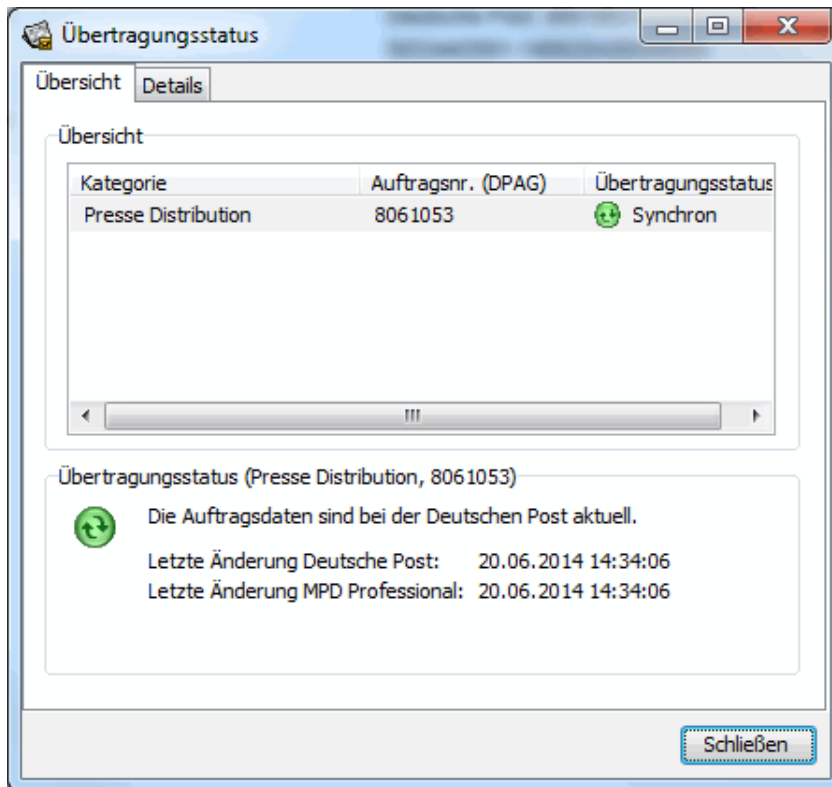 Übertragungsstatus
Übersicht Details
Übersicht
Kategorie Auftragsnr. (DPAG) Übertragungsstatus
Presse Distribution 8061053 Synchron
Übertragungsstatus (Presse Distribution, 8061053)
Die Auftragsdaten sind bei der Deutschen Post aktuell.
Letzte Änderung Deutsche Post: 20.06.2014 14:34:06
Letzte Änderung MPD Professional: 20.06.2014 14:34:06
Schließen